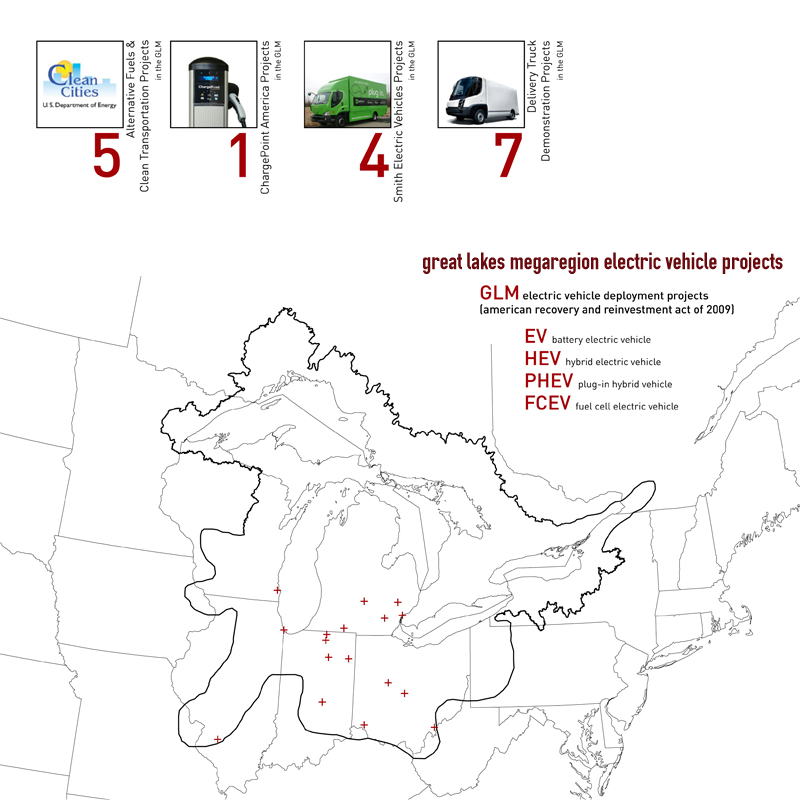 Clean
Cities
U.S. Department of Energy
5
Alternative Fuels &
Clean Transportation Projects
in the GLM
1
ChargePoint America Projects
in the GLM
plug in.
4
Smith Electric Vehicles Projects
in the GLM
7
Delivery Truck
Demonstration Projects
in the GLM
great lakes megaregion electric vehicle projects
GLM electric vehicle deployment projects
(american recovery and reinvestment act of 2009)
EV battery electric vehicle
HEV hybrid electric vehicle
PHEV plug-in hybrid vehicle
FCEV fuel cell electric vehicle